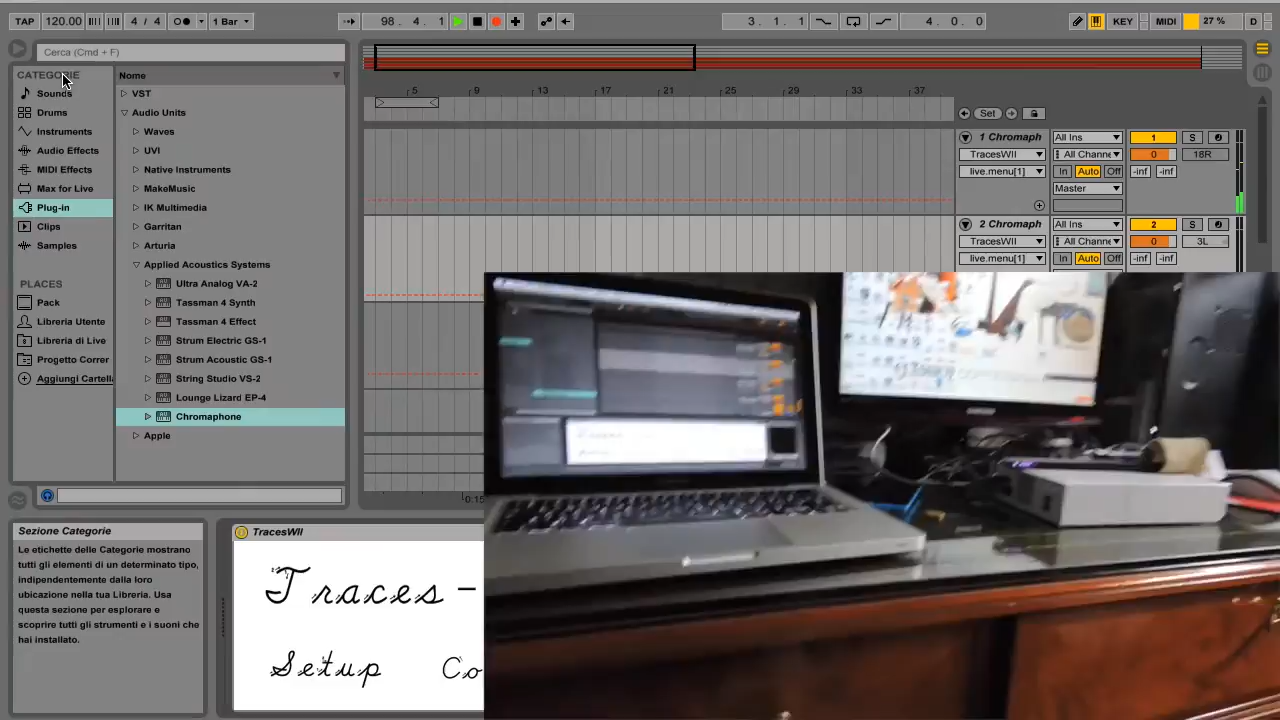 TAP 120.00 4 / 4 1 Bar 98 . 4 . 1 3 . 1 . 1 4 . 0 . 0 KEY MIDI 27 % D
Cerca (Cmd + F)
CATEGORIE
Sounds
Drums
Instruments
Audio Effects
MIDI Effects
Max for Live
Plug-in
Clips
Samples
PLACES
Pack
Libreria Utente
Libreria di Live
Progetto Correr
Aggiungi Cartell
Nome
VST
Audio Units
Waves
UVI
Native Instruments
MakeMusic
IK Multimedia
Garritan
Arturia
Applied Acoustics Systems
Ultra Analog VA-2
Tassman 4 Synth
Tassman 4 Effect
Strum Electric GS-1
Strum Acoustic GS-1
String Studio VS-2
Lounge Lizard EP-4
Chromaphone
Apple
5 9 13 17 21 25 29 33 37
Set
1 Chromaph All Ins 1 S
TracesWII All Channe 0 18R
live.menu[1] In Auto Off -inf -inf
Master
2 Chromaph All Ins 2 S
TracesWII All Channe 0 3L
live.menu[1] In Auto Off -inf -inf
0:15
Sezione Categorie
Le etichette delle Categorie mostrano
tutti gli elementi di un determinato tipo,
indipendentemente dalla loro
ubicazione nella tua Libreria. Usa
questa sezione per esplorare e
scoprire tutti gli strumenti e i suoni che
hai installato.
TracesWII
Traces -
Setup Co